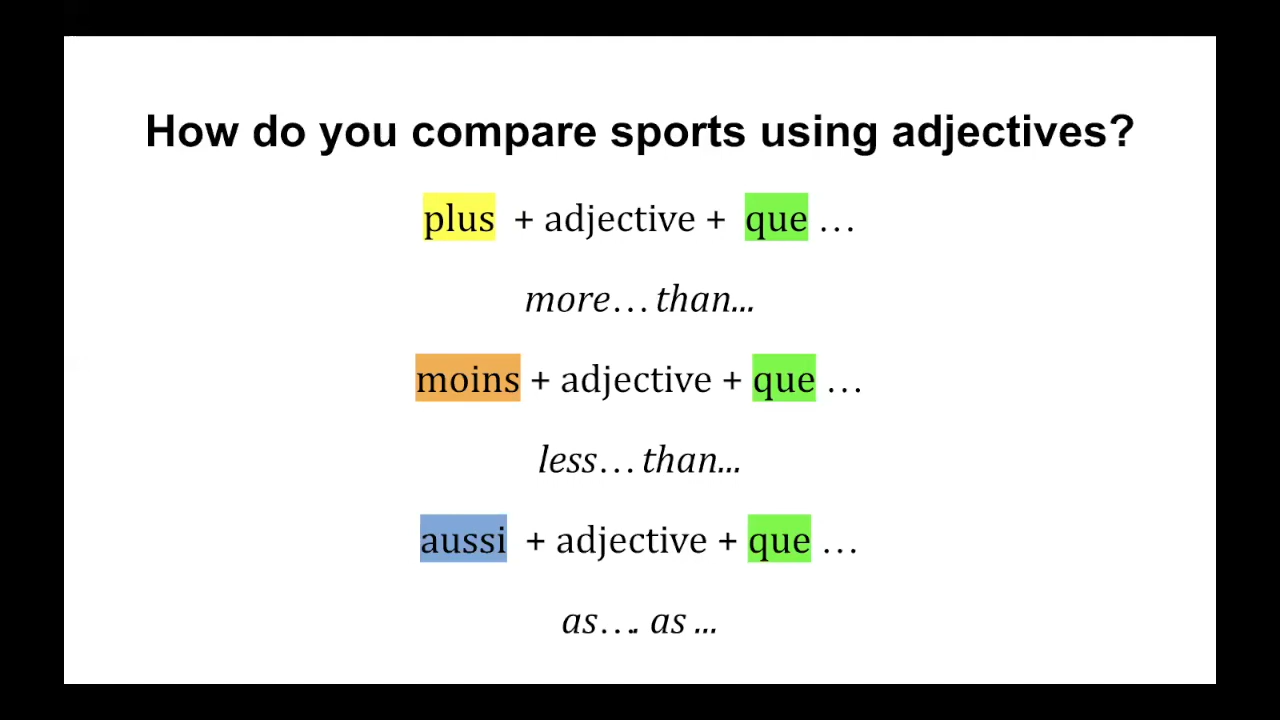 How do you compare sports using adjectives?
plus + adjective + que …
more… than...
moins + adjective + que …
less… than...
aussi + adjective + que …
as…. as ...